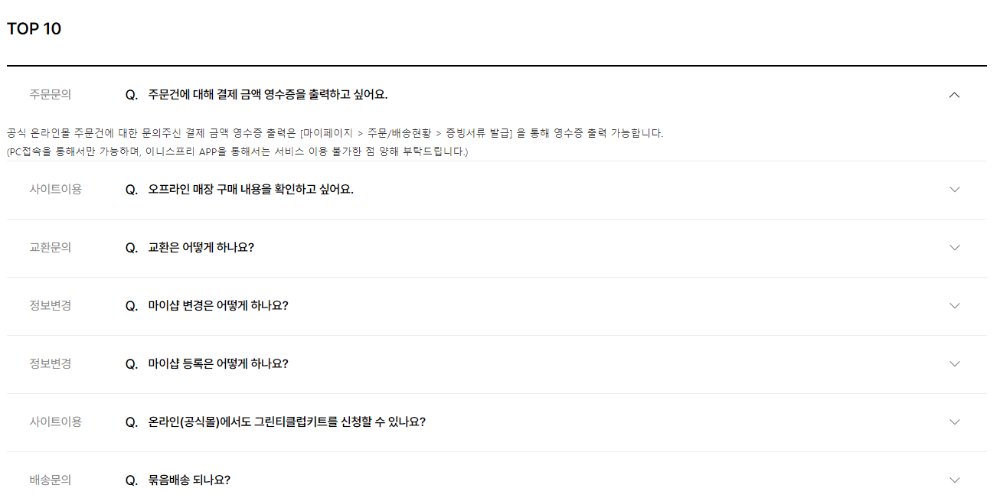 TOP 10
주문문의 Q. 주문건에 대해 결제 금액 영수증을 출력하고 싶어요.
공식 온라인몰 주문건에 대한 문의주신 결제 금액 영수증 출력은 [마이페이지 > 주문/배송현황 > 증빙서류 발급] 을 통해 영수증 출력 가능합니다.
(PC접속을 통해서만 가능하며, 이니스프리 APP을 통해서는 서비스 이용 불가한 점 양해 부탁드립니다.)
사이트이용 Q. 오프라인 매장 구매 내용을 확인하고 싶어요.
교환문의 Q. 교환은 어떻게 하나요?
정보변경 Q. 마이샵 변경은 어떻게 하나요?
정보변경 Q. 마이샵 등록은 어떻게 하나요?
사이트이용 Q. 온라인(공식몰)에서도 그린티클럽키트를 신청할 수 있나요?
배송문의 Q. 묶음배송 되나요?